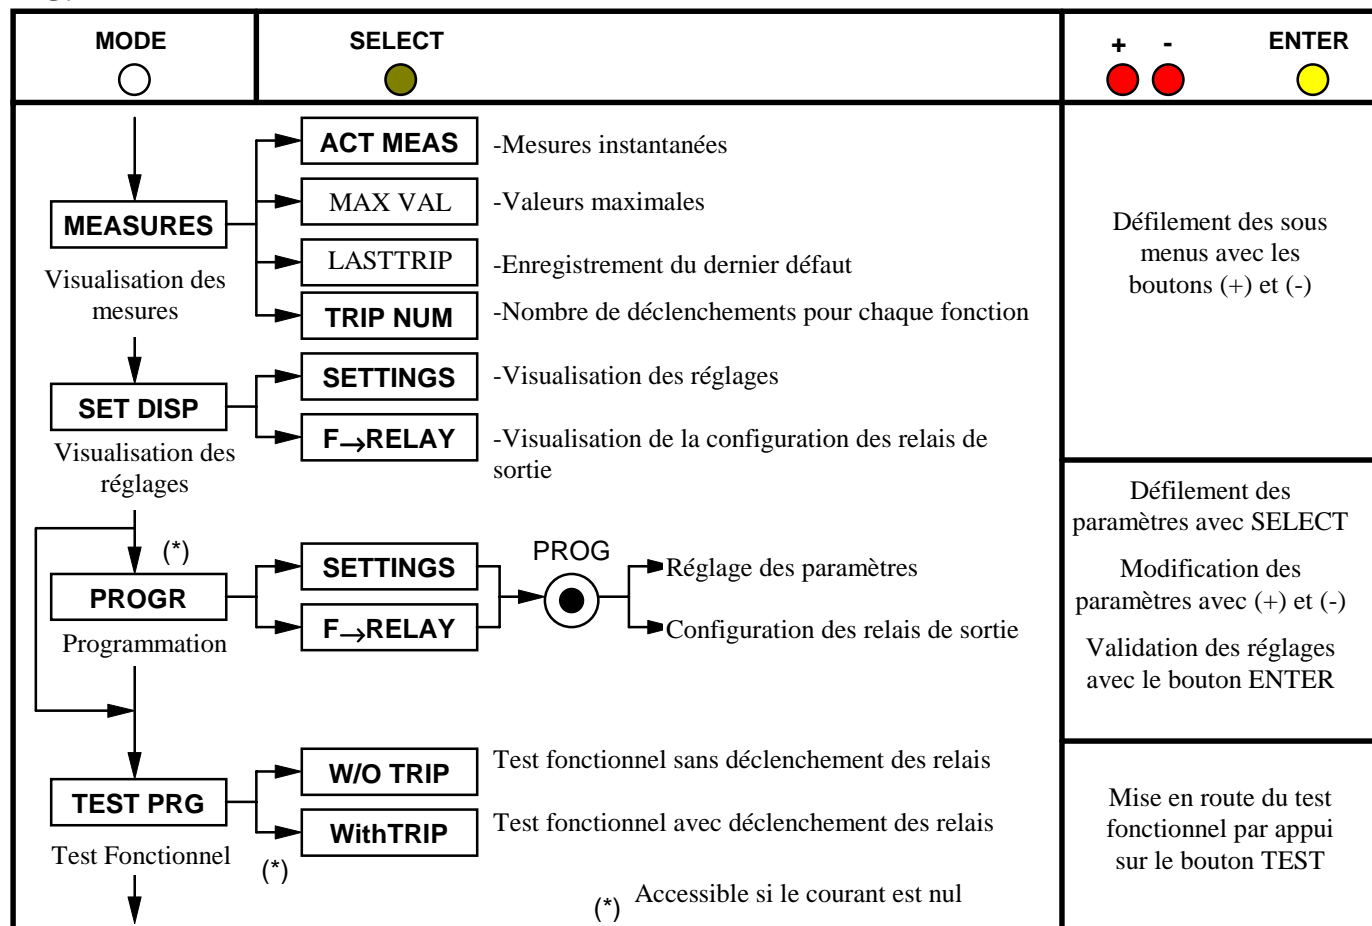 MODE
SELECT
+ -
ENTER
ACT MEAS
-Mesures instantanées
MAX VAL
-Valeurs maximales
MEASURES
LASTTRIP
-Enregistrement du dernier défaut
Visualisation des
mesures
TRIP NUM
-Nombre de déclenchements pour chaque fonction
Défilement des sous
menus avec les
boutons (+) et (-)
SETTINGS
-Visualisation des réglages
SET DISP
F→RELAY
-Visualisation de la configuration des relais de
sortie
Visualisation des
réglages
(*)
PROGR
Programmation
SETTINGS
F→RELAY
PROG
Réglage des paramètres
Configuration des relais de sortie
Défilement des
paramètres avec SELECT
Modification des
paramètres avec (+) et (-)
Validation des réglages
avec le bouton ENTER
W/O TRIP
Test fonctionnel sans déclenchement des relais
TEST PRG
WithTRIP
Test fonctionnel avec déclenchement des relais
Test Fonctionnel
(*)
(*) Accessible si le courant est nul
Mise en route du test
fonctionnel par appui
sur le bouton TEST